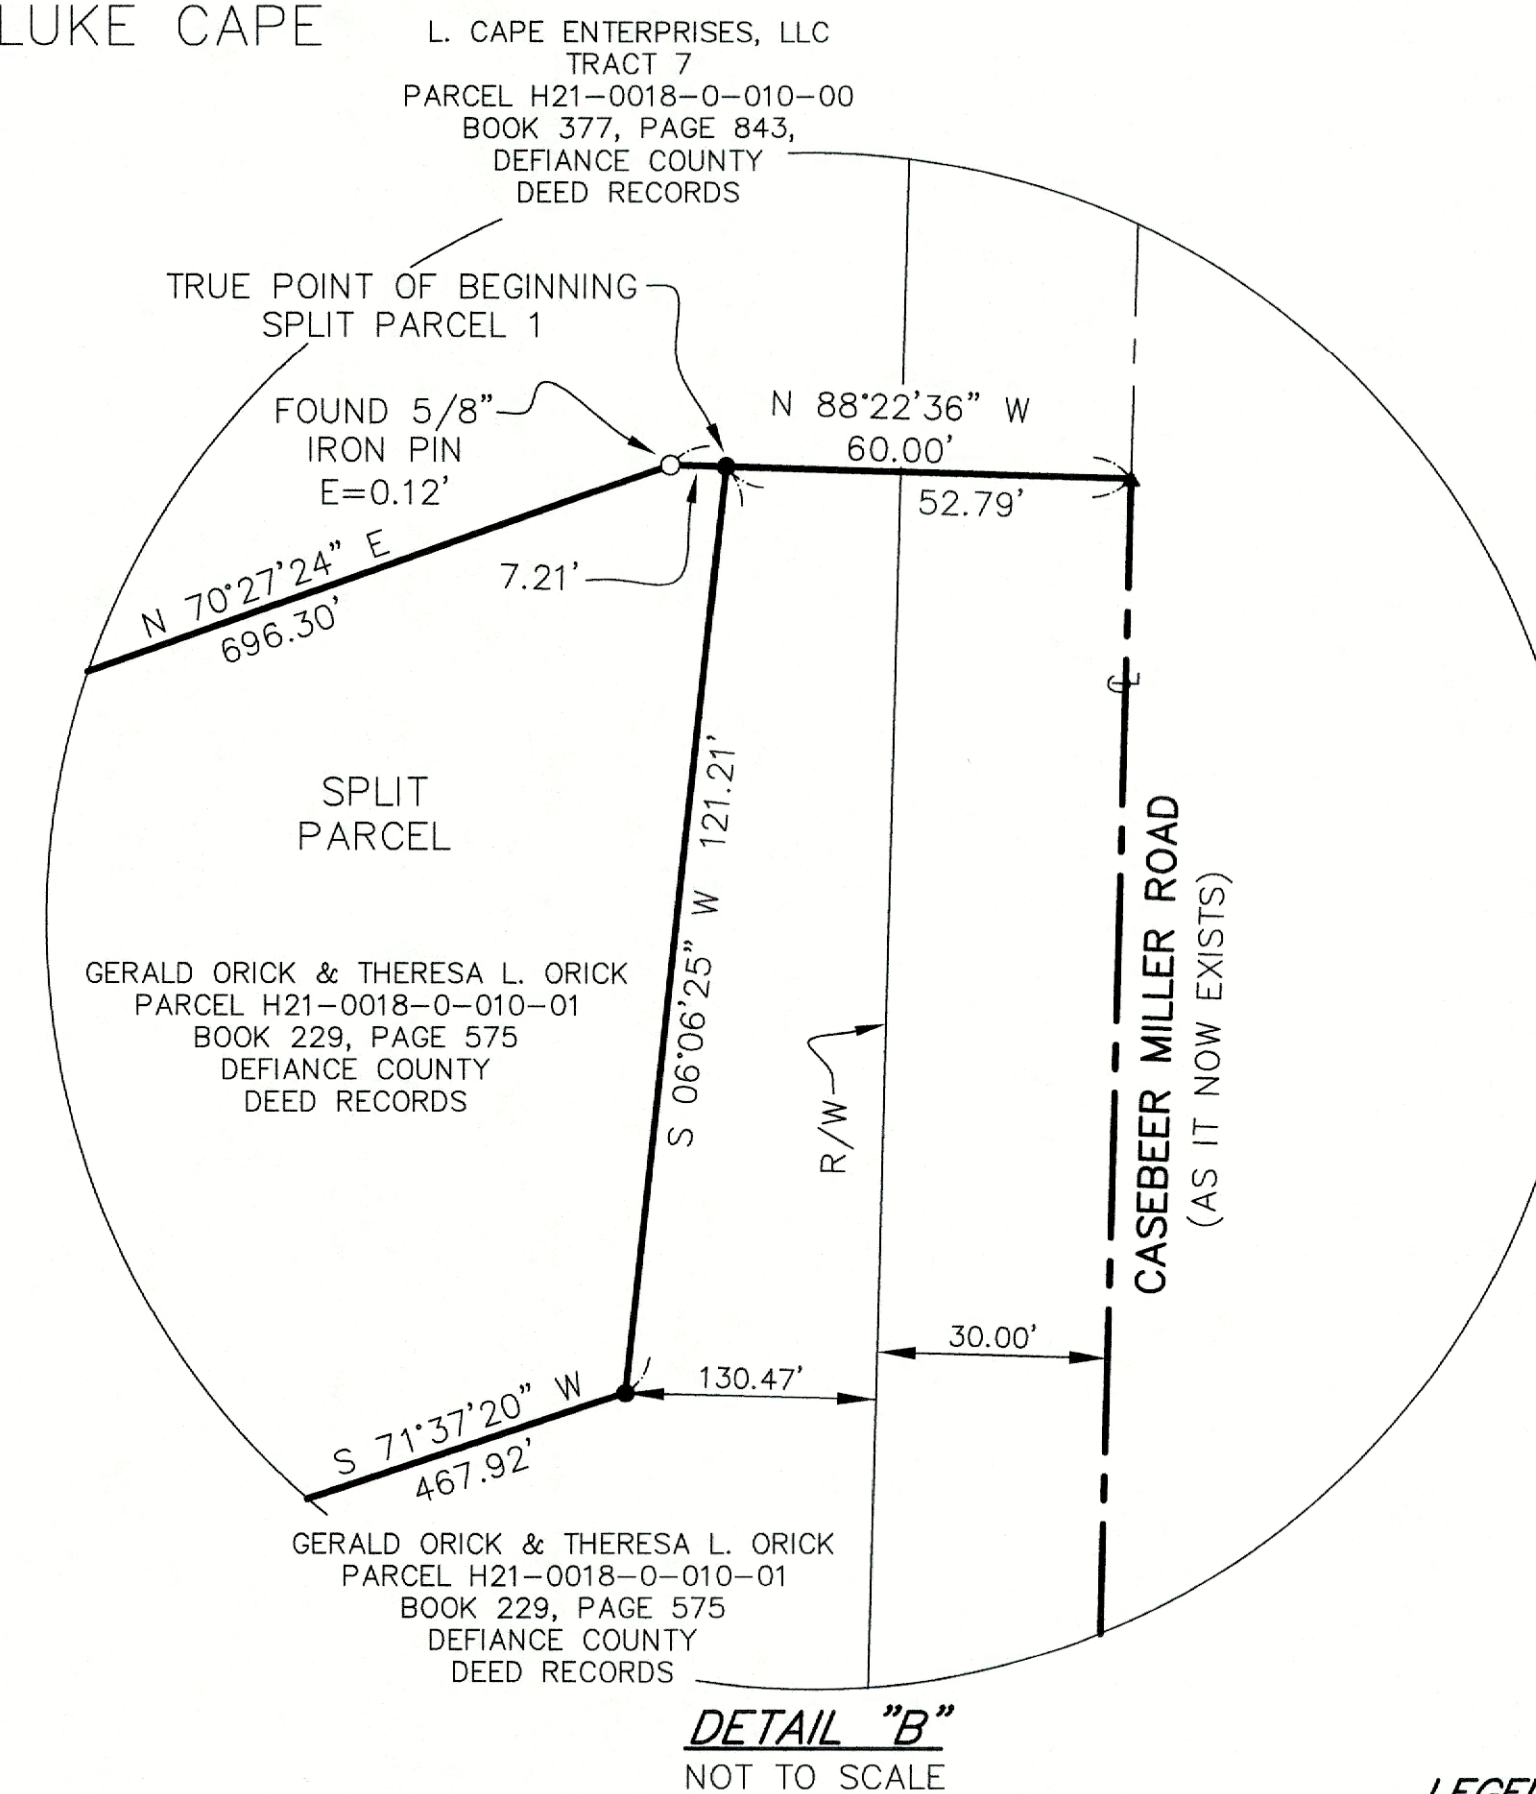 LUKE CAPE
L. CAPE ENTERPRISES, LLC
TRACT 7
PARCEL H21-0018-0-010-00
BOOK 377, PAGE 843,
DEFIANCE COUNTY
DEED RECORDS
TRUE POINT OF BEGINNING
SPLIT PARCEL 1
FOUND 5/8"
IRON PIN
E=0.12'
N 88°22'36" W
60.00'
52.79'
7.21'
N 70°27'24" E
696.30'
SPLIT
PARCEL
S 06°06'25" W 121.21'
GERALD ORICK & THERESA L. ORICK
PARCEL H21-0018-0-010-01
BOOK 229, PAGE 575
DEFIANCE COUNTY
DEED RECORDS
R/W
CASEBEER MILLER ROAD
(AS IT NOW EXISTS)
30.00'
130.47'
S 71°37'20" W
467.92'
GERALD ORICK & THERESA L. ORICK
PARCEL H21-0018-0-010-01
BOOK 229, PAGE 575
DEFIANCE COUNTY
DEED RECORDS
DETAIL "B"
NOT TO SCALE